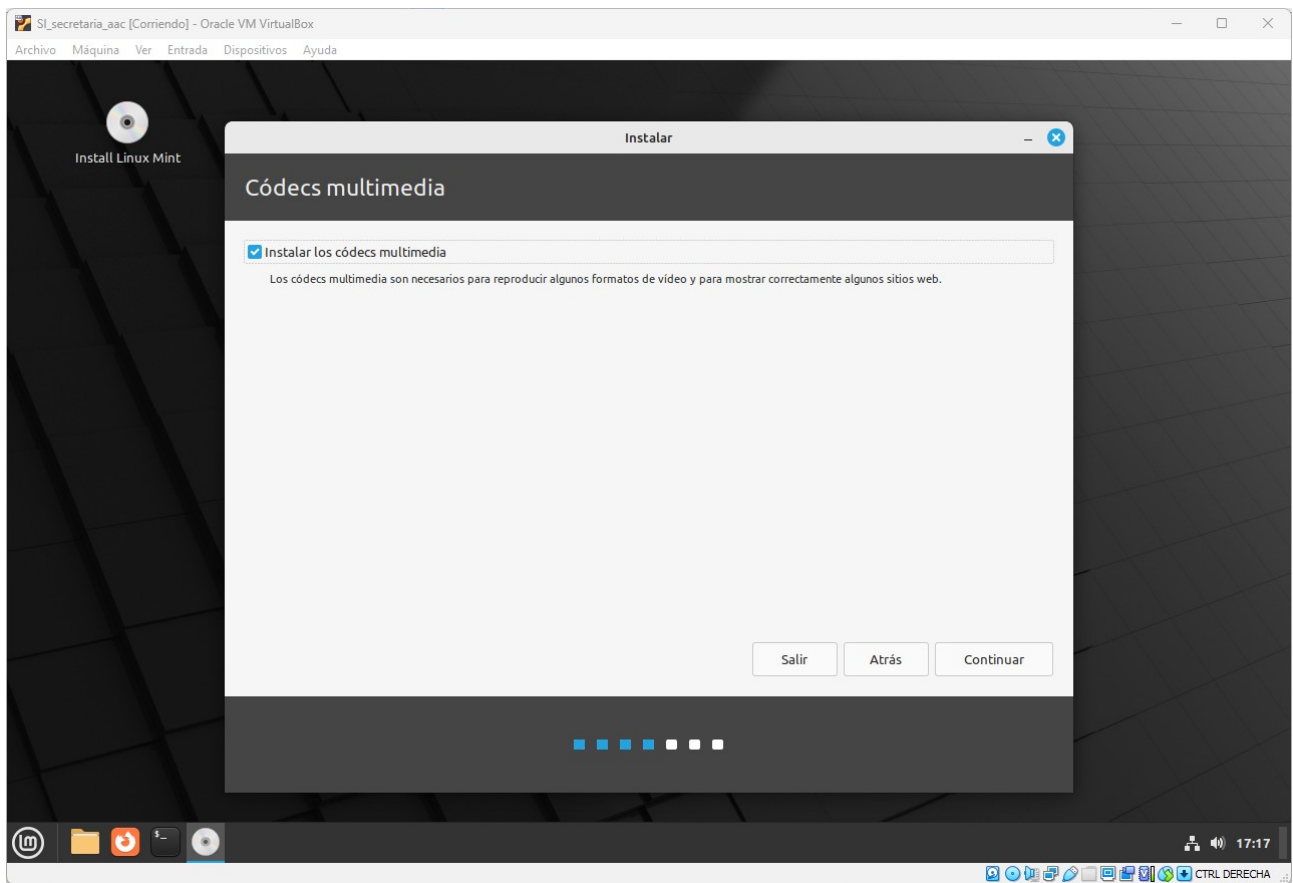 SI_secretaria_aac [Corriendo] - Oracle VM VirtualBox
Archivo Máquina Ver Entrada Dispositivos Ayuda
Install Linux Mint
Instalar
Códecs multimedia
Instalar los códecs multimedia
Los códecs multimedia son necesarios para reproducir algunos formatos de vídeo y para mostrar correctamente algunos sitios web.
Salir Atrás Continuar
$_
17:17
CTRL DERECHA